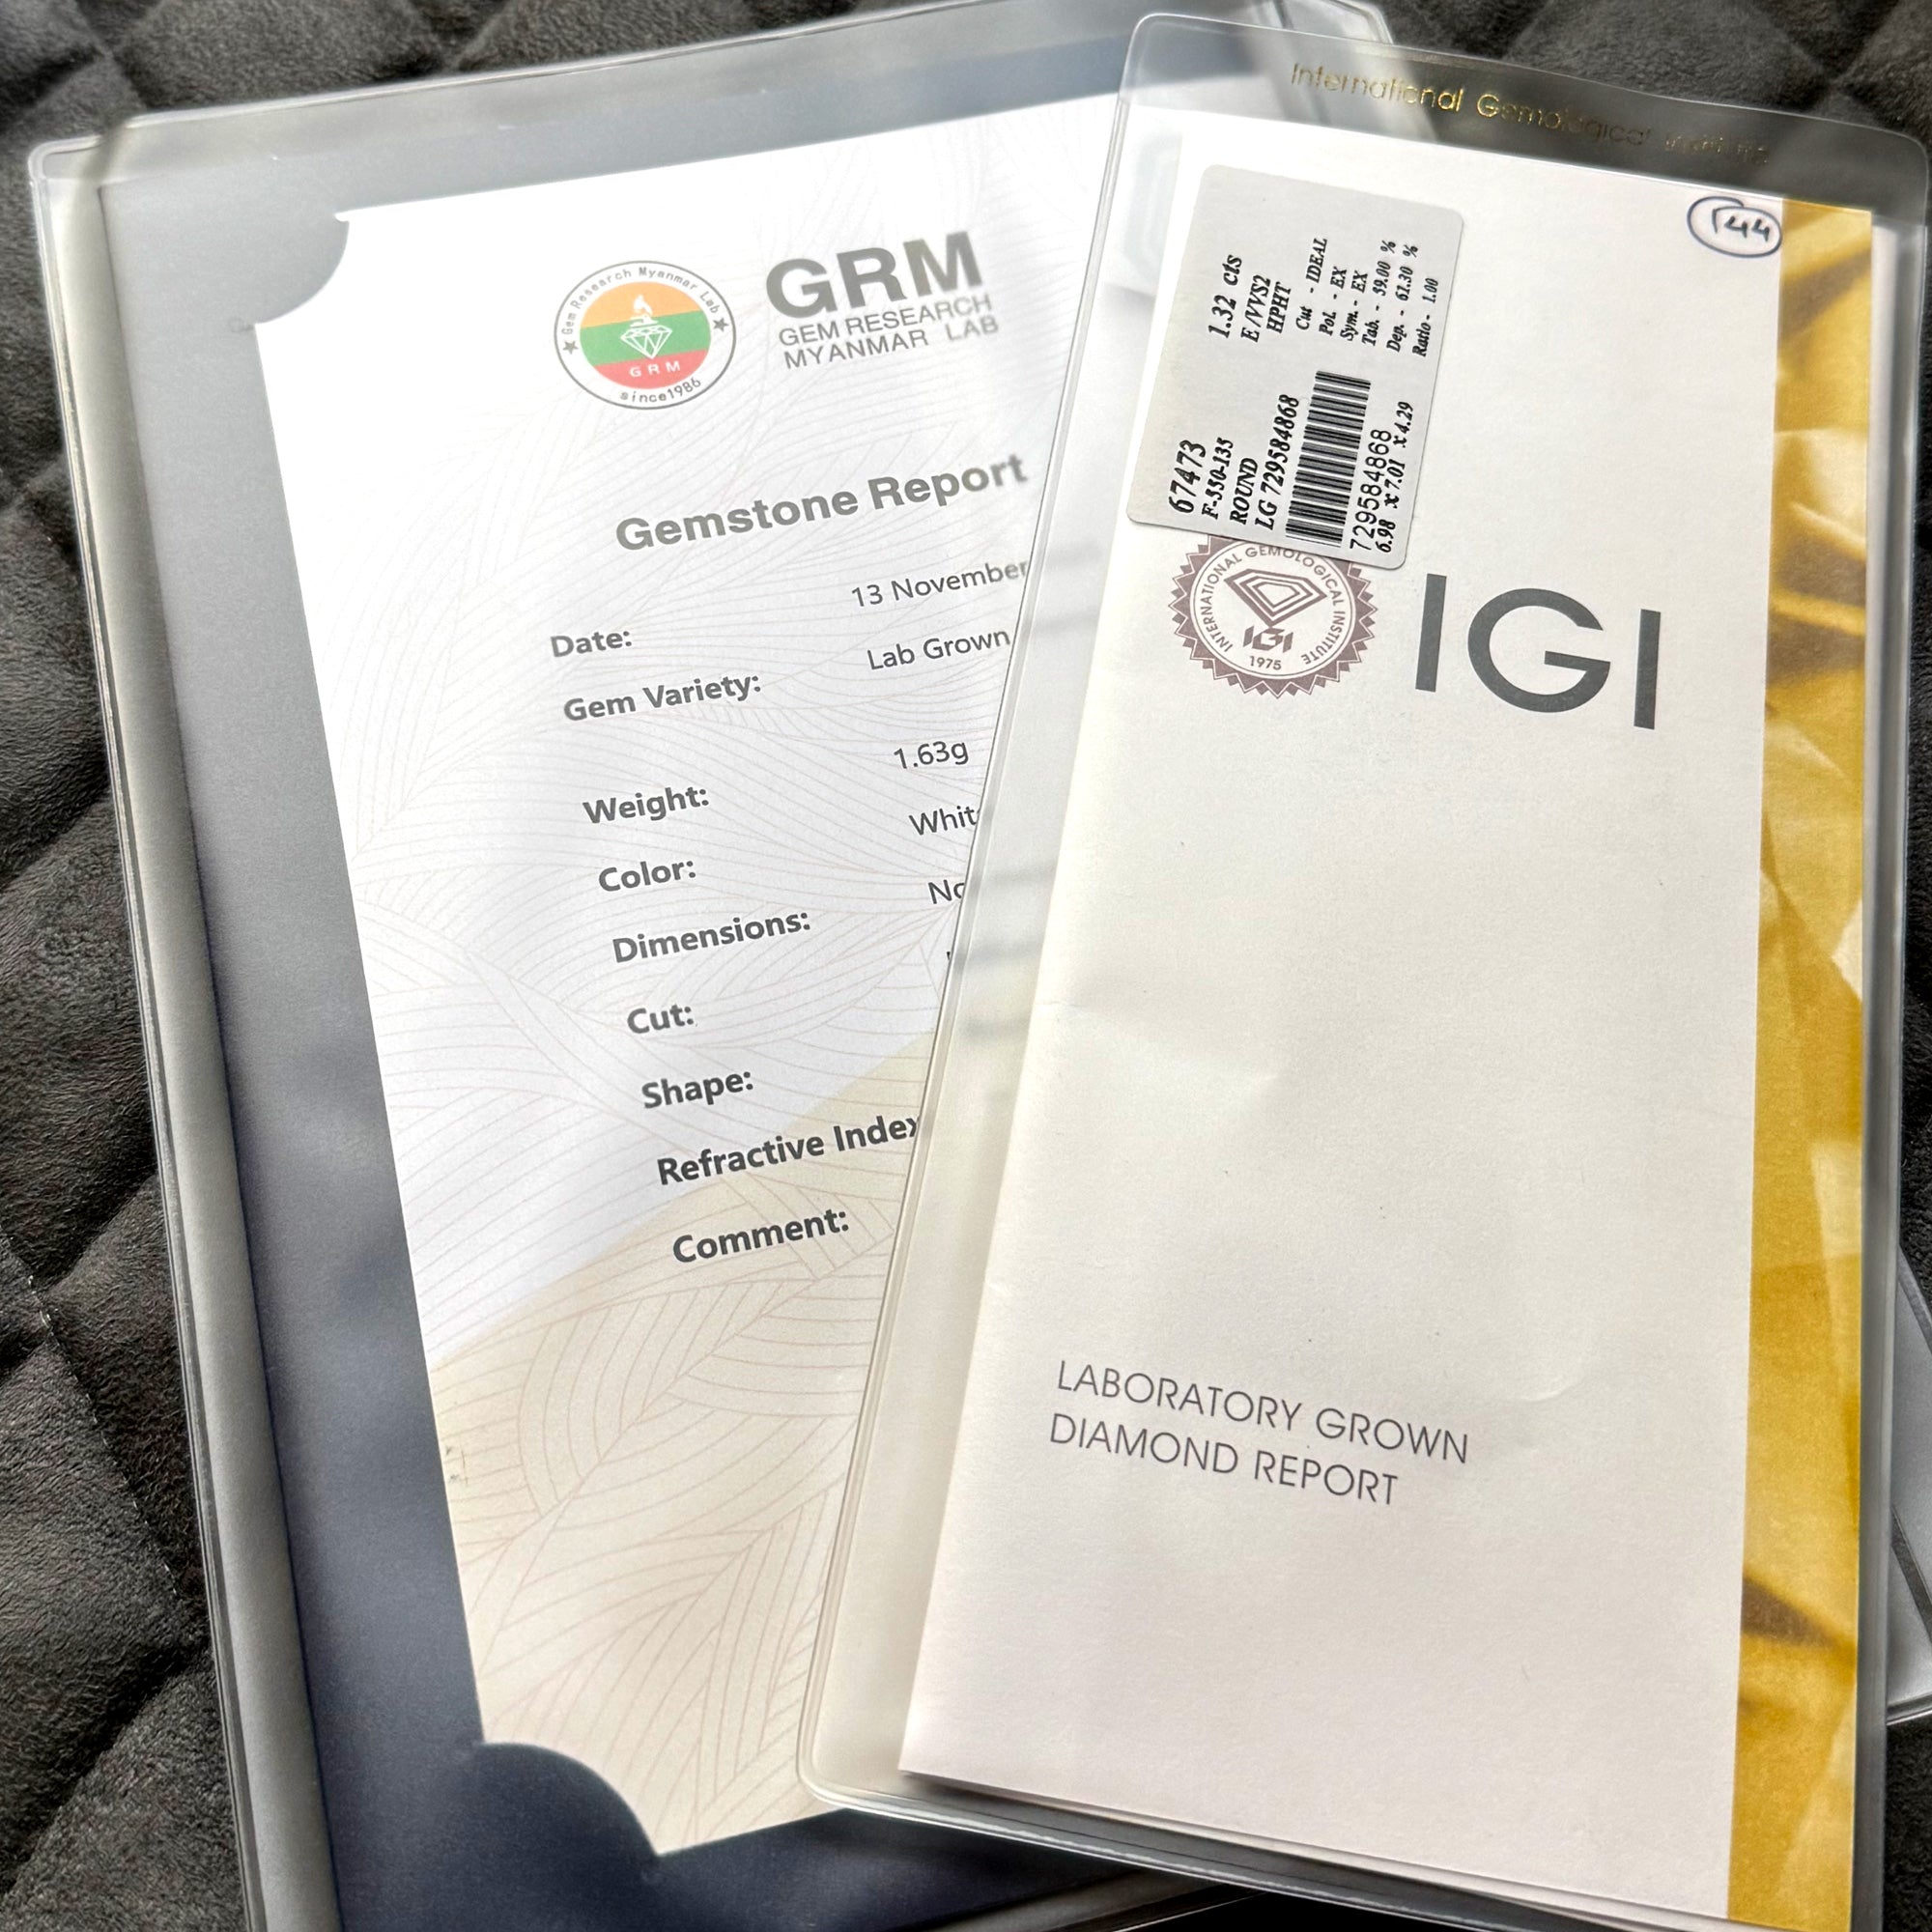 Gem Research Myanmar Lab
GRM
since1986
GRM
GEM RESEARCH
MYANMAR LAB
Gemstone Report
Date: 13 November
Gem Variety: Lab Grown
Weight: 1.63g
Color:
Dimensions:
Cut:
Shape:
Refractive Index
Comment:
International Gemological Institute
144
1.32 cts
E /VVS2
HPHT
Cut - IDEAL
Pol. - EX
Sym. - EX
Tab. - 59.00 %
Dep. - 61.30 %
Ratio - 1.00
67473
F-330-135
ROUND
LG 729584868
729584868
6.98 x 7.01 x 4.29
INTERNATIONAL GEMOLOGICAL INSTITUTE
IGI
1975
IGI
LABORATORY GROWN
DIAMOND REPORT